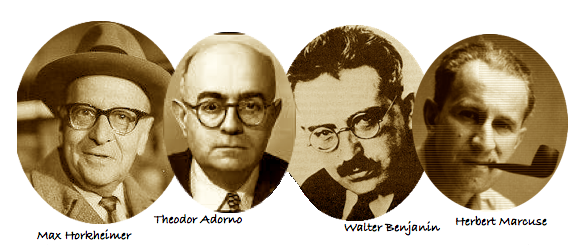 Max Horkheimer
Theodor Adorno
Walter Benjanin
Herbert Marcuse